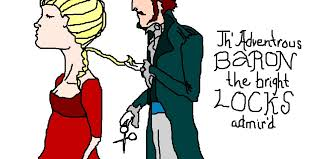 Th' Adventrous
BARON
the bright
LOCKS
admir'd